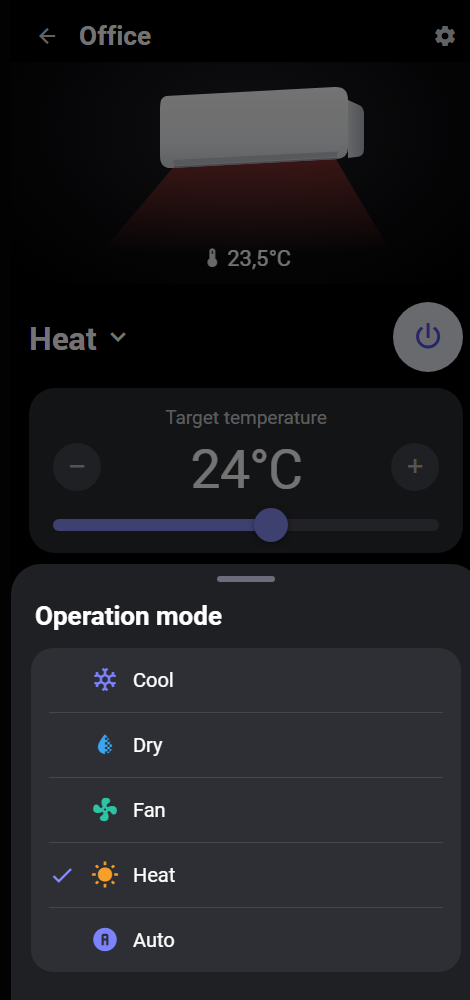 Office
23,5°C
Heat
Target temperature
24°C
Operation mode
Cool
Dry
Fan
Heat
Auto